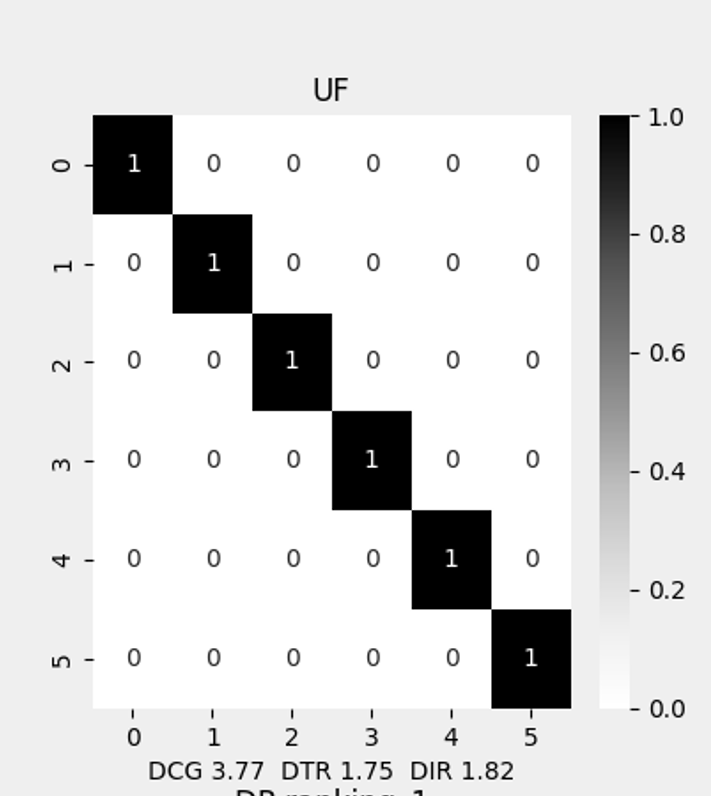 UF
0 1 0 0 0 0 0 1.0
1 0 1 0 0 0 0 0.8
2 0 0 1 0 0 0 0.6
3 0 0 0 1 0 0 0.4
4 0 0 0 0 1 0 0.2
5 0 0 0 0 0 1 0.0
0 1 2 3 4 5
DCG 3.77 DTR 1.75 DIR 1.82